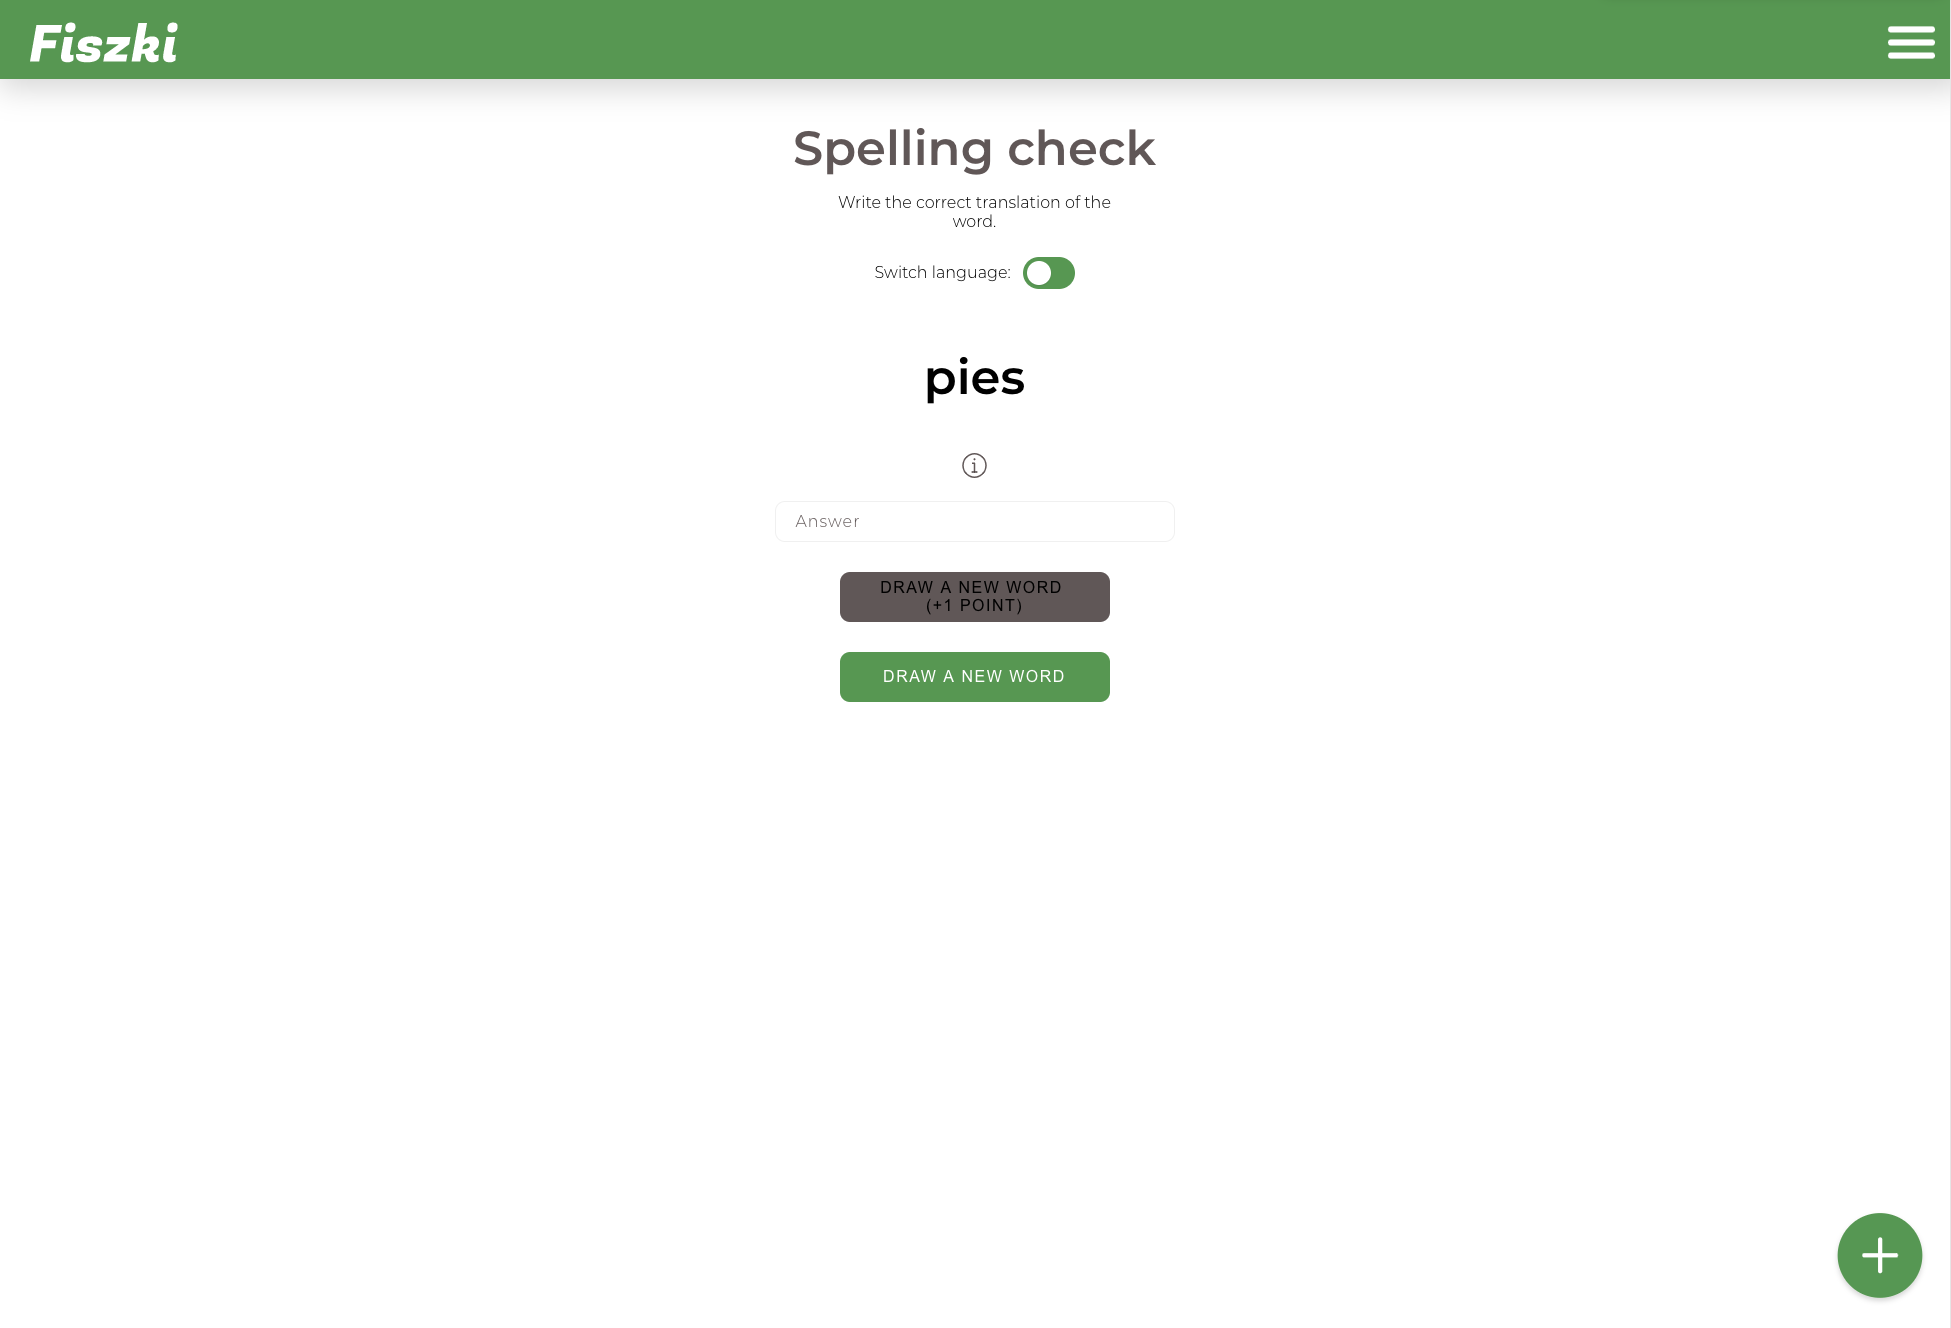 Fiszki
Spelling check
Write the correct translation of the
word.
Switch language:
pies
Answer
DRAW A NEW WORD
(+1 POINT)
DRAW A NEW WORD